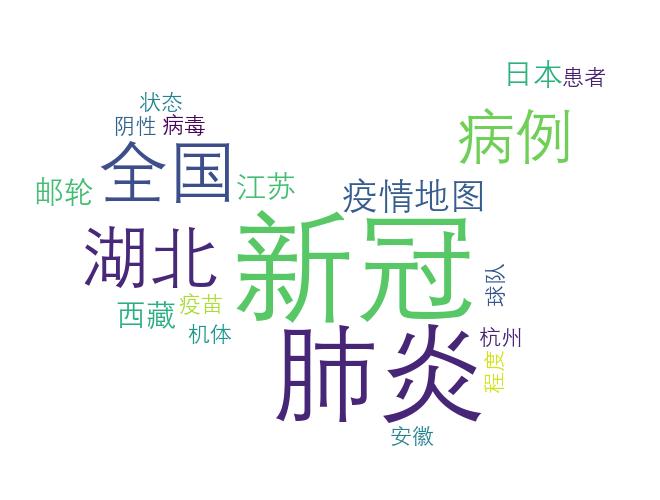 日本
患者
状态
阴性
病毒
病例
全国
江苏
邮轮
疫情地图
湖北
新冠
球队
西藏
疫苗
机体
肺炎
杭州
程度
安徽